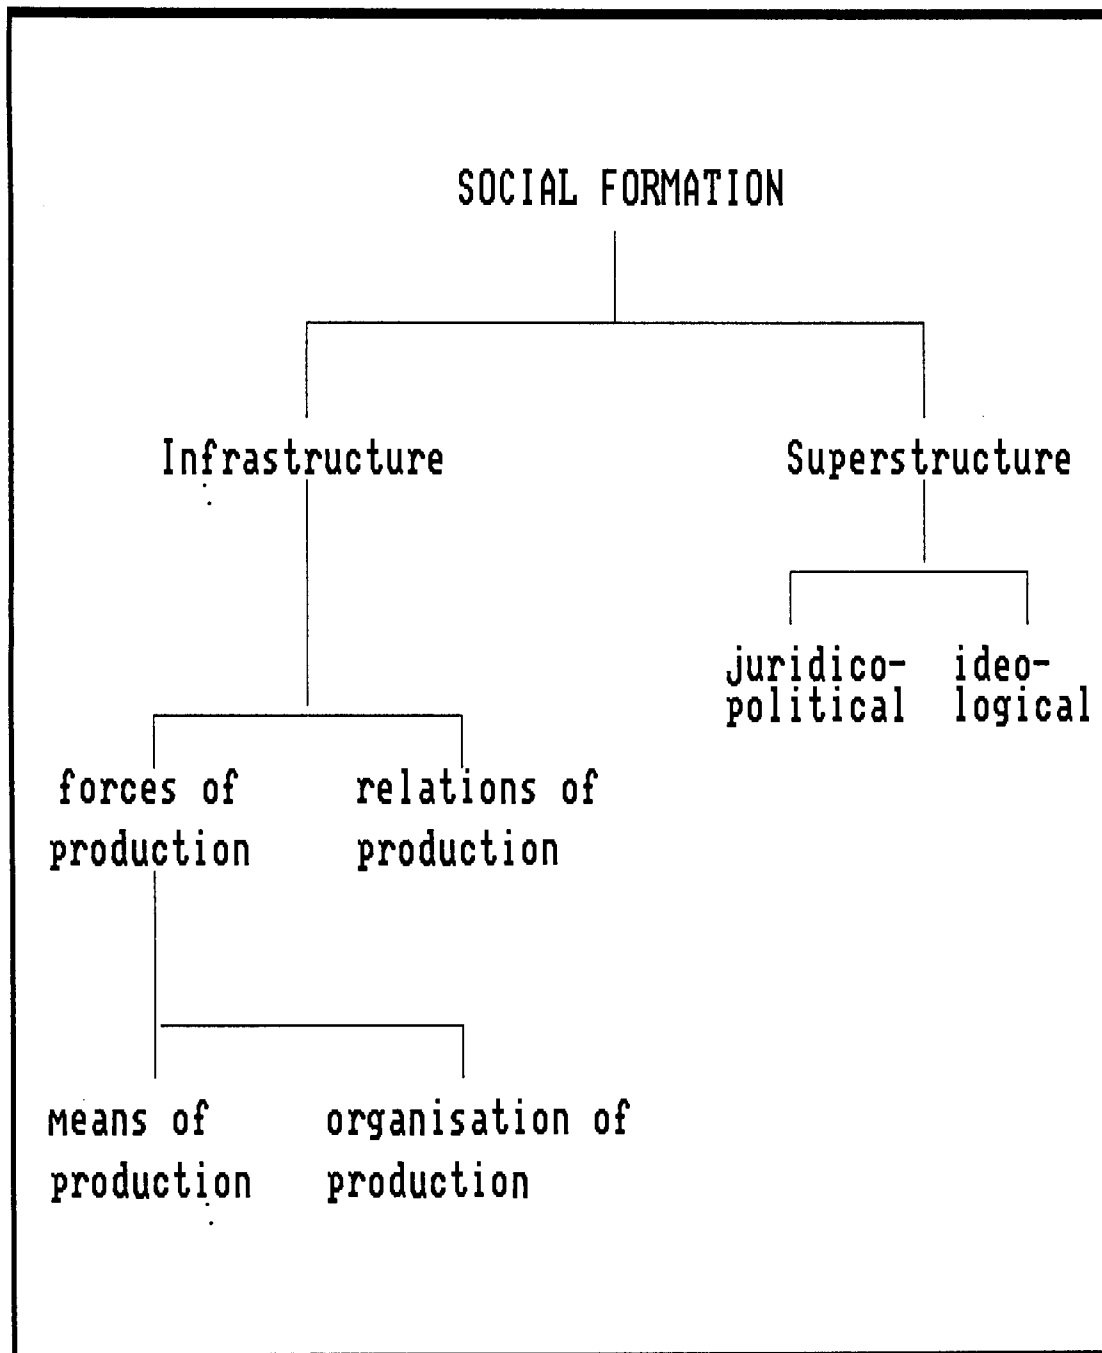 SOCIAL FORMATION
Infrastructure
Superstructure
juridico-
political
ideo-
logical
forces of
production
relations of
production
means of
production
organisation of
production